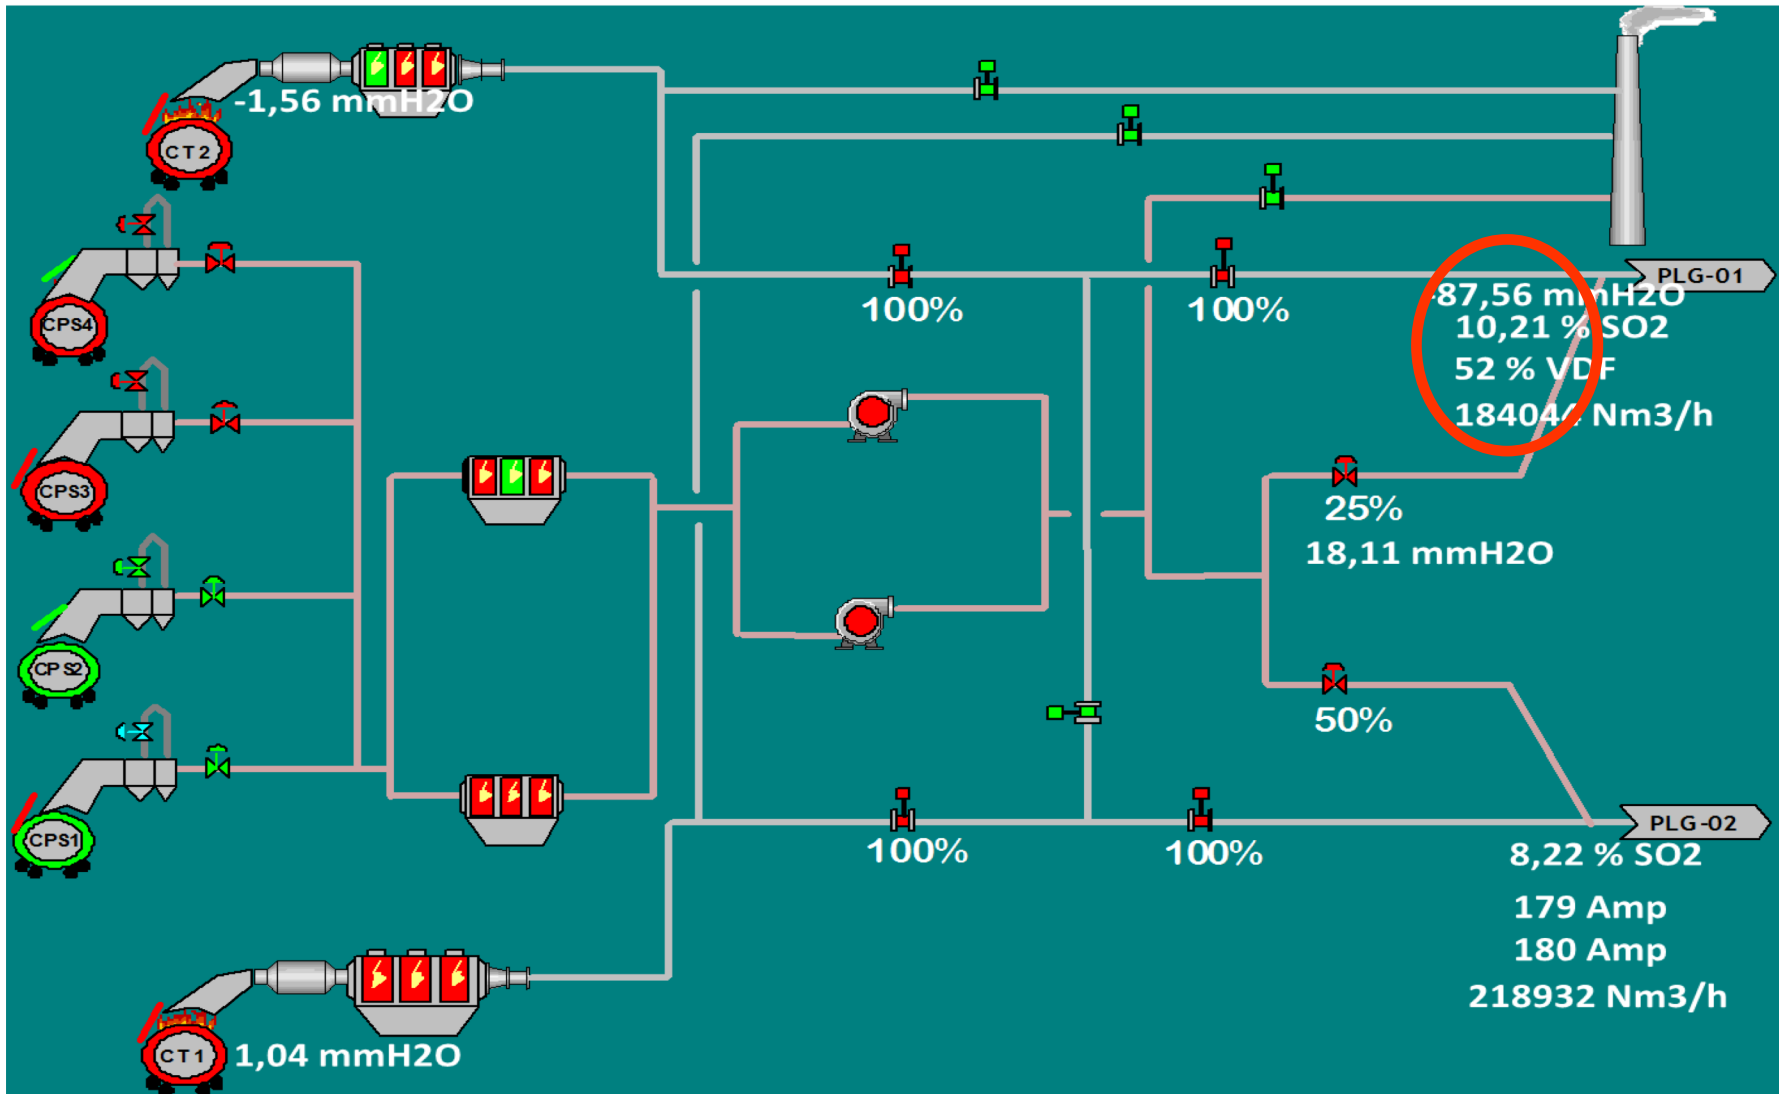 -1,56 mmH2O
CT2
CPS4
PLG-01
-87,56 mmH2O
100%
100%
10,21 % SO2
52 % VDF
184044 Nm3/h
CPS3
25%
18,11 mmH2O
CPS2
50%
CPS1
100%
100%
PLG-02
8,22 % SO2
179 Amp
180 Amp
218932 Nm3/h
CT1
1,04 mmH2O